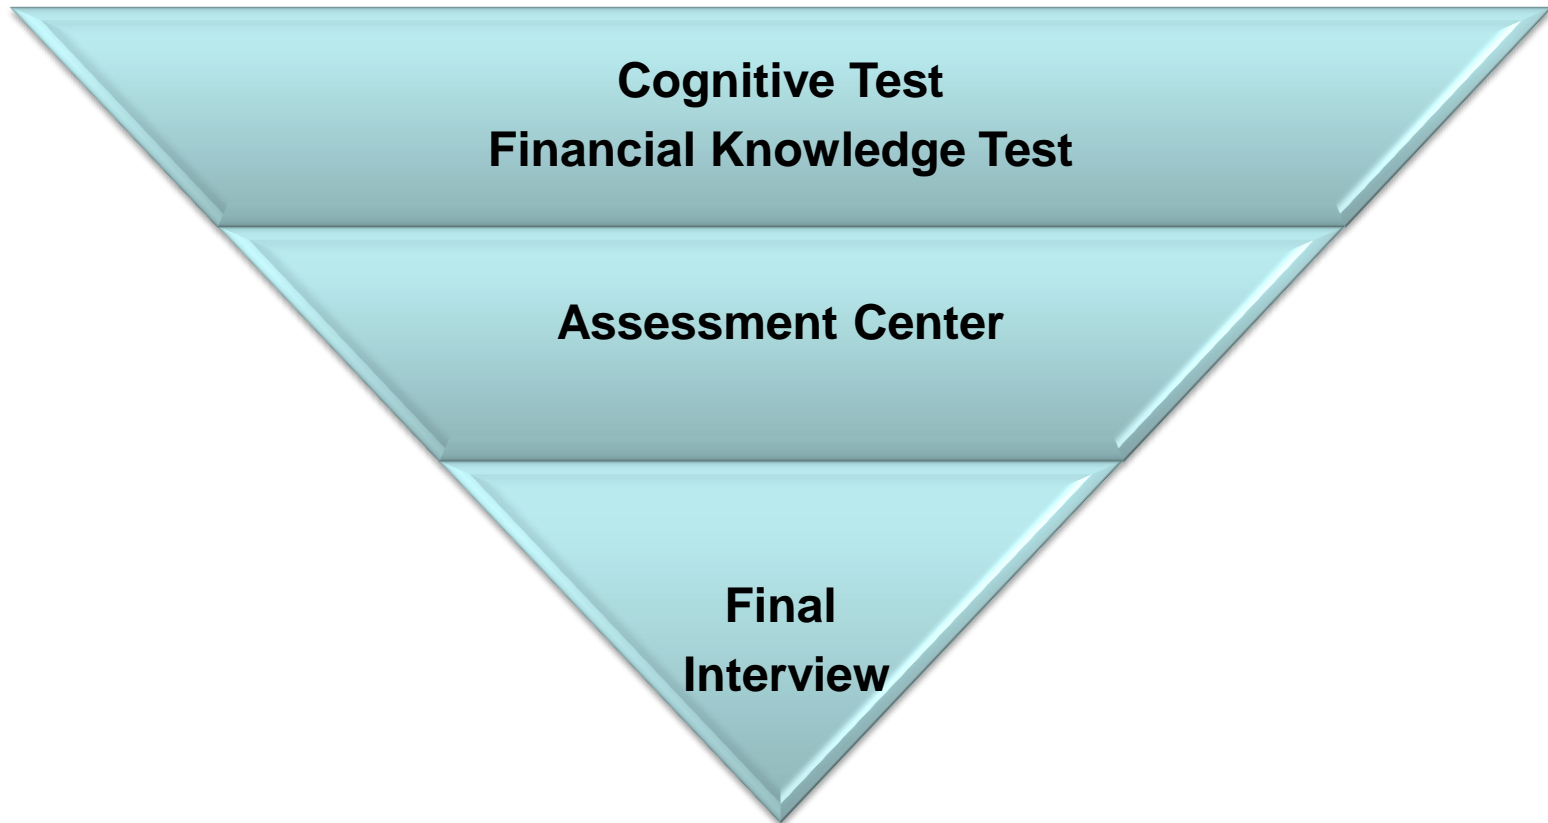 Cognitive Test
Financial Knowledge Test
Assessment Center
Final
Interview